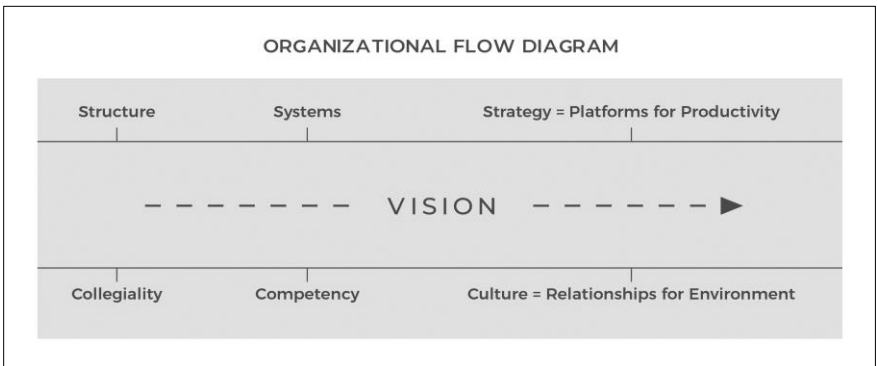 ORGANIZATIONAL FLOW DIAGRAM
Structure Systems Strategy = Platforms for Productivity
VISION
Collegiality Competency Culture = Relationships for Environment